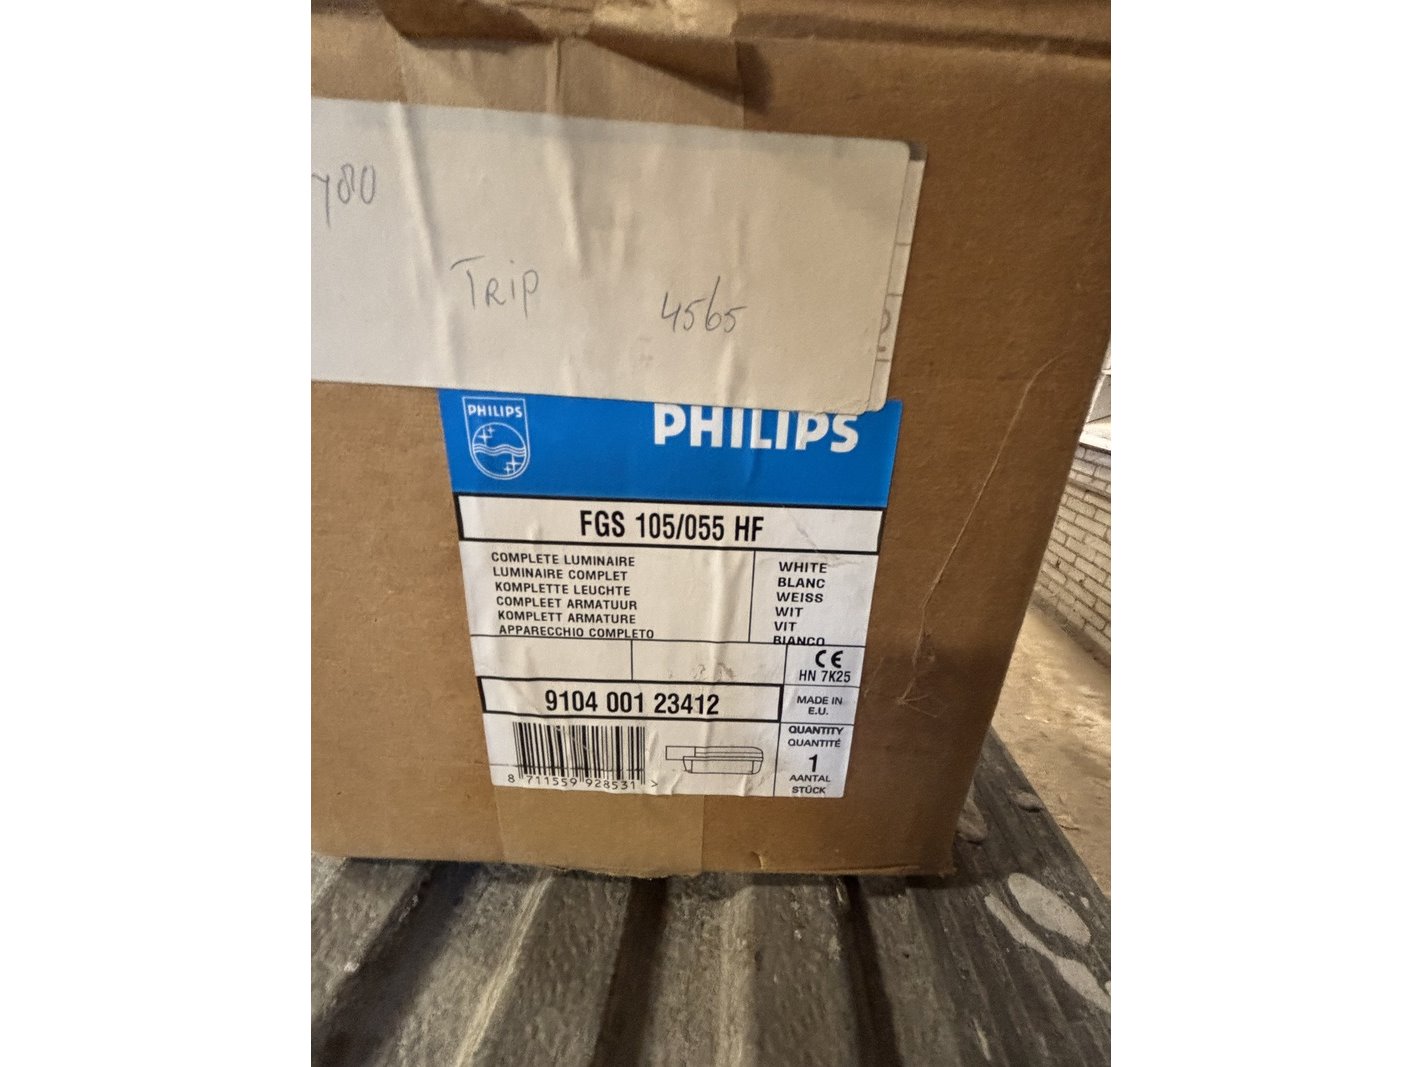 780
Trip
4565
PHILIPS
PHILIPS
FGS 105/055 HF
COMPLETE LUMINAIRE
LUMINAIRE COMPLET
KOMPLETTE LEUCHTE
COMPLEET ARMATUUR
KOMPLETT ARMATURE
APPARECCHIO COMPLETO
WHITE
BLANC
WEISS
WIT
VIT
BIANCO
CE
HN 7K25
9104 001 23412
MADE IN
E.U.
QUANTITY
QUANTITÉ
1
AANTAL
STÜCK
8 711559 928531 >